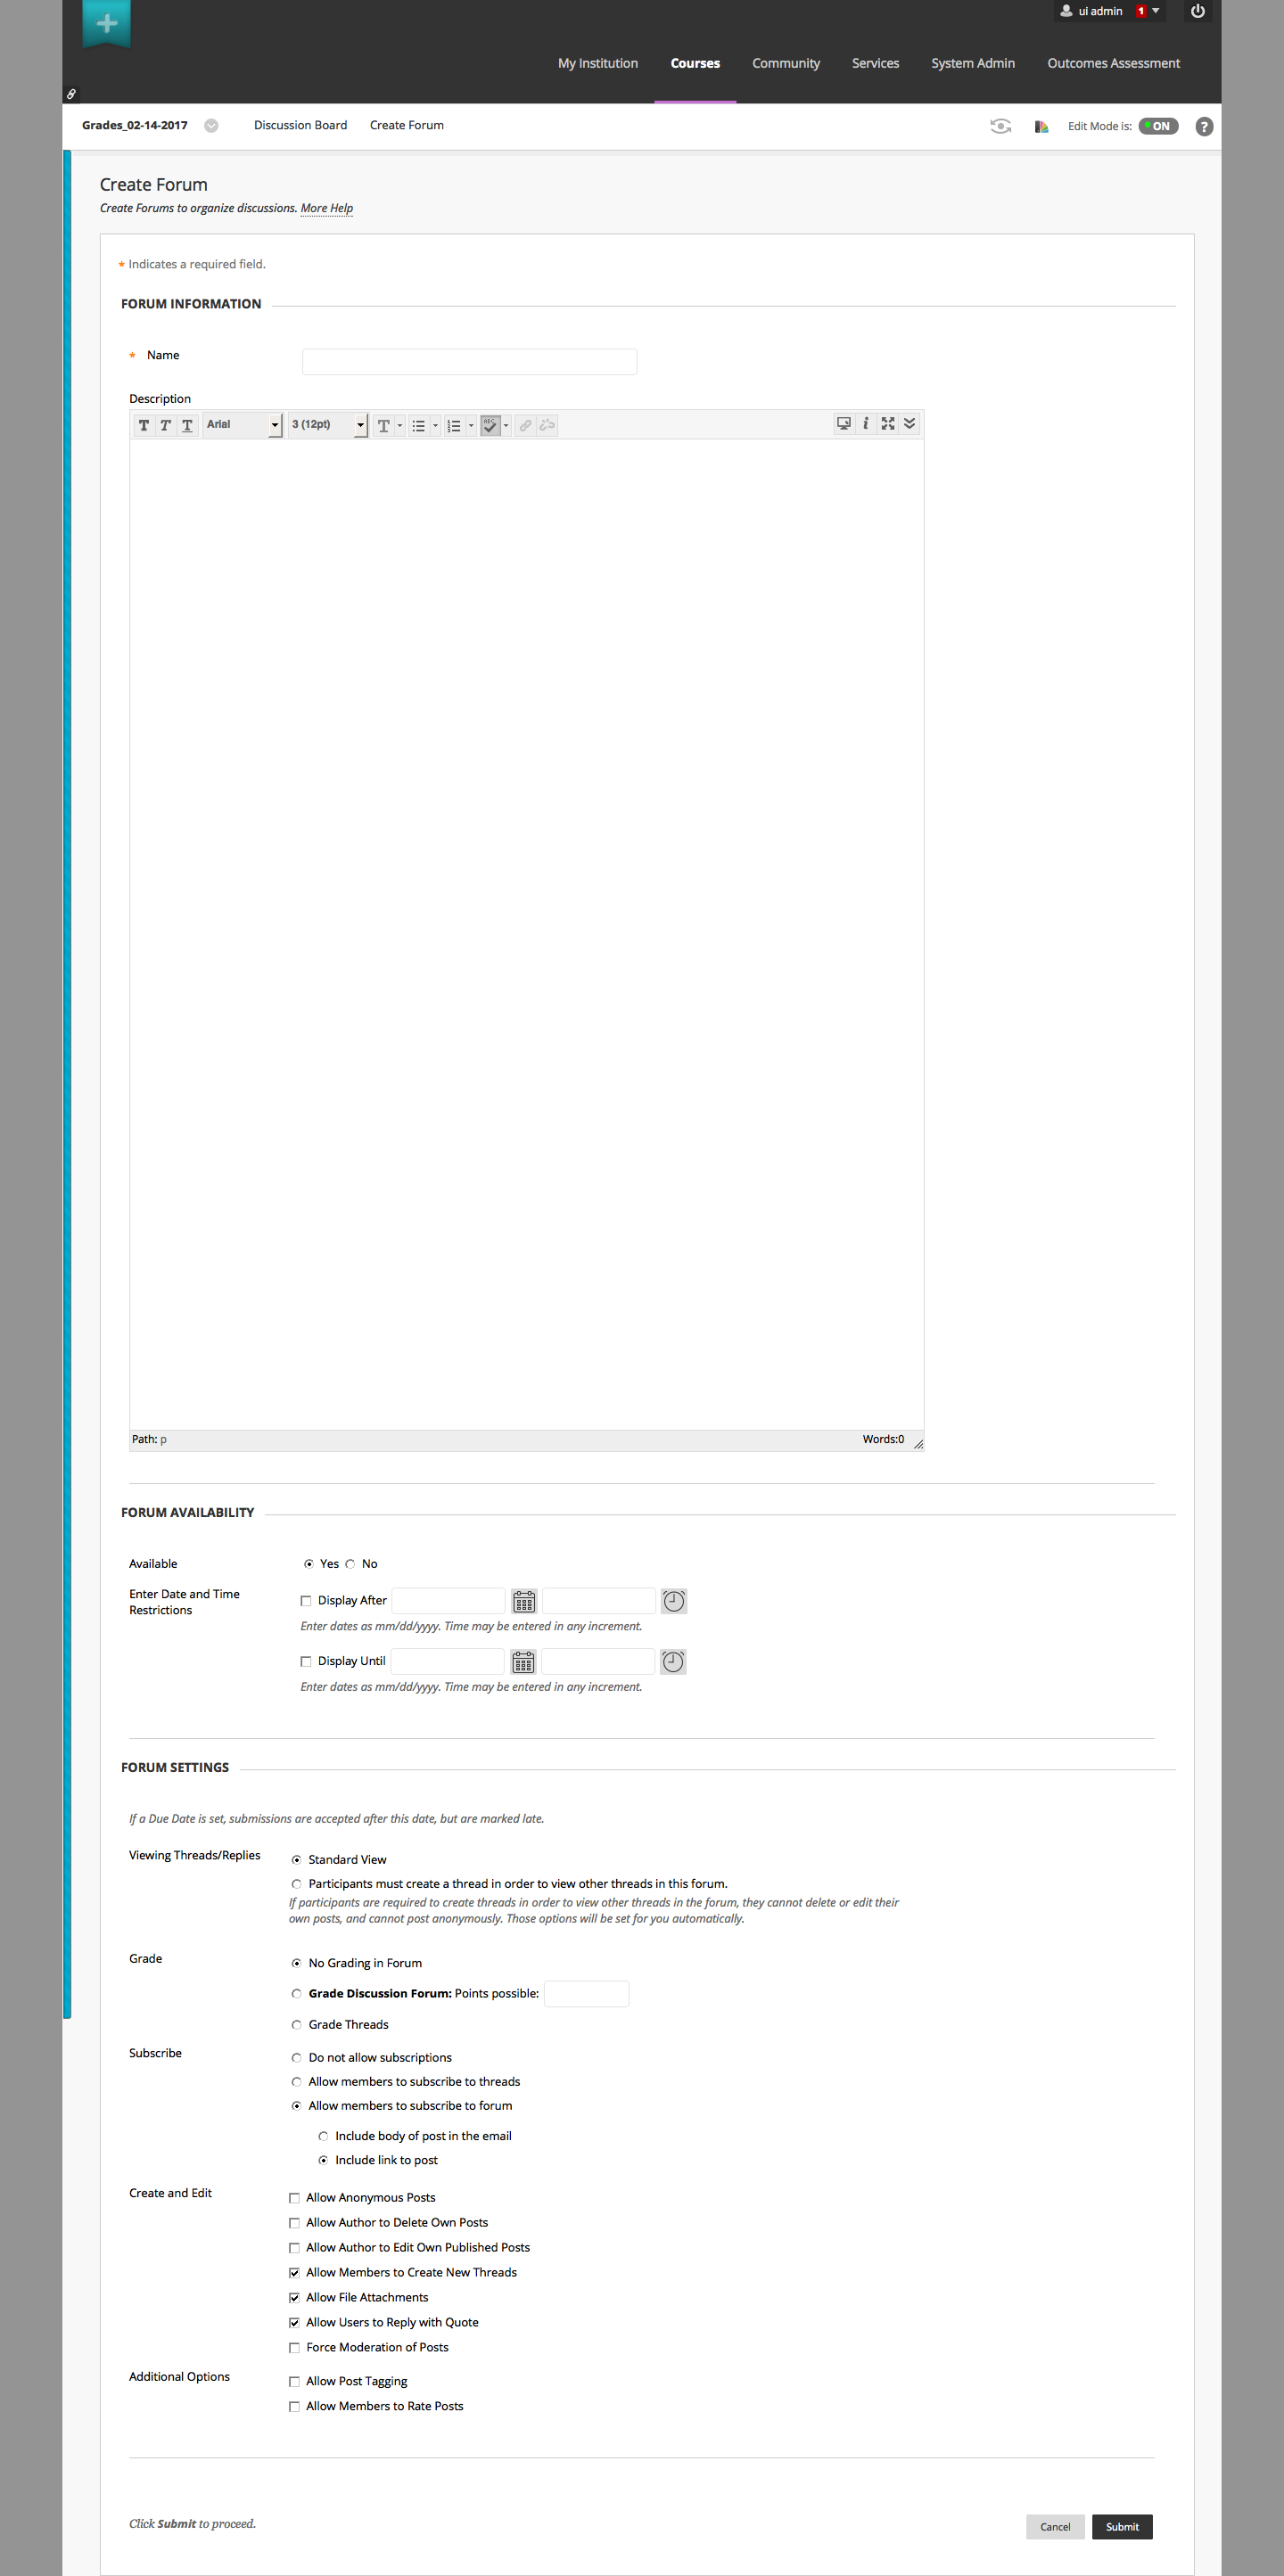 ui admin 1
My Institution Courses Community Services System Admin Outcomes Assessment
Grades_02-14-2017 Discussion Board Create Forum Edit Mode is: ON ?
Create Forum
Create Forums to organize discussions. More Help
* Indicates a required field.
FORUM INFORMATION
* Name
Description
T T T Arial 3 (12pt) T ABC i
Path: p Words:0
FORUM AVAILABILITY
Available Yes No
Enter Date and Time
Restrictions
Display After
Enter dates as mm/dd/yyyy. Time may be entered in any increment.
Display Until
Enter dates as mm/dd/yyyy. Time may be entered in any increment.
FORUM SETTINGS
If a Due Date is set, submissions are accepted after this date, but are marked late.
Viewing Threads/Replies Standard View
Participants must create a thread in order to view other threads in this forum.
If participants are required to create threads in order to view other threads in the forum, they cannot delete or edit their
own posts, and cannot post anonymously. Those options will be set for you automatically.
Grade No Grading in Forum
Grade Discussion Forum: Points possible:
Grade Threads
Subscribe Do not allow subscriptions
Allow members to subscribe to threads
Allow members to subscribe to forum
Include body of post in the email
Include link to post
Create and Edit Allow Anonymous Posts
Allow Author to Delete Own Posts
Allow Author to Edit Own Published Posts
Allow Members to Create New Threads
Allow File Attachments
Allow Users to Reply with Quote
Force Moderation of Posts
Additional Options Allow Post Tagging
Allow Members to Rate Posts
Click Submit to proceed. Cancel Submit